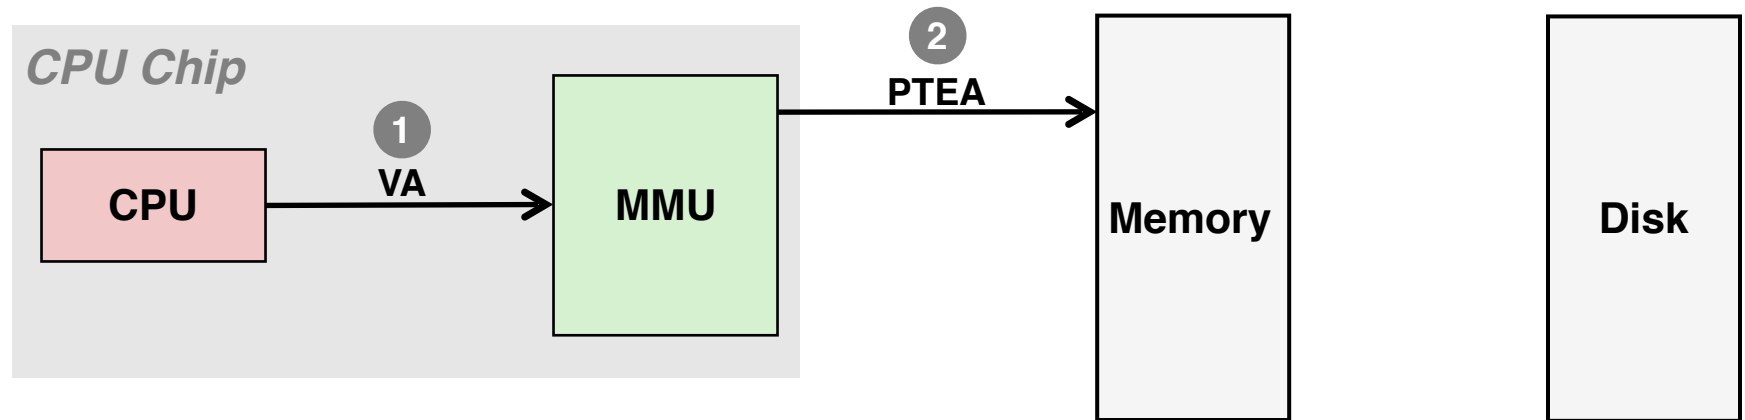 CPU Chip
1
VA
CPU
MMU
2
PTEA
Memory
Disk